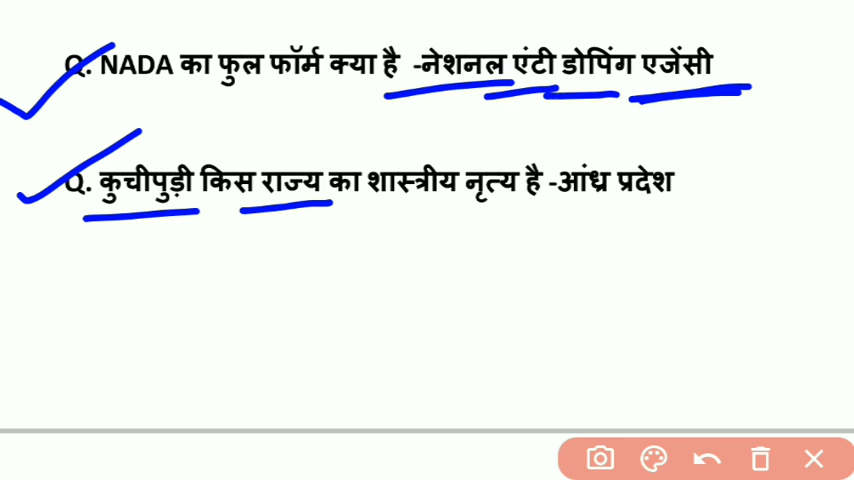 Q. NADA का फुल फॉर्म क्या है -नेशनल एंटी डोपिंग एजेंसी
Q. कुचीपुड़ी किस राज्य का शास्त्रीय नृत्य है -आंध्र प्रदेश